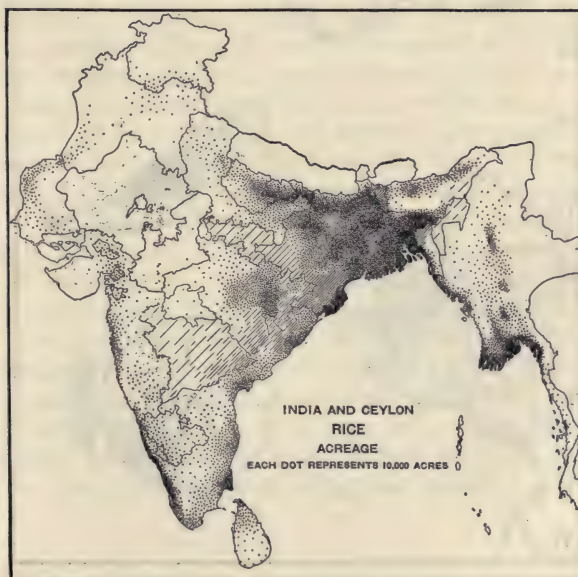 INDIA AND CEYLON
RICE
ACREAGE
EACH DOT REPRESENTS 10,000 ACRES